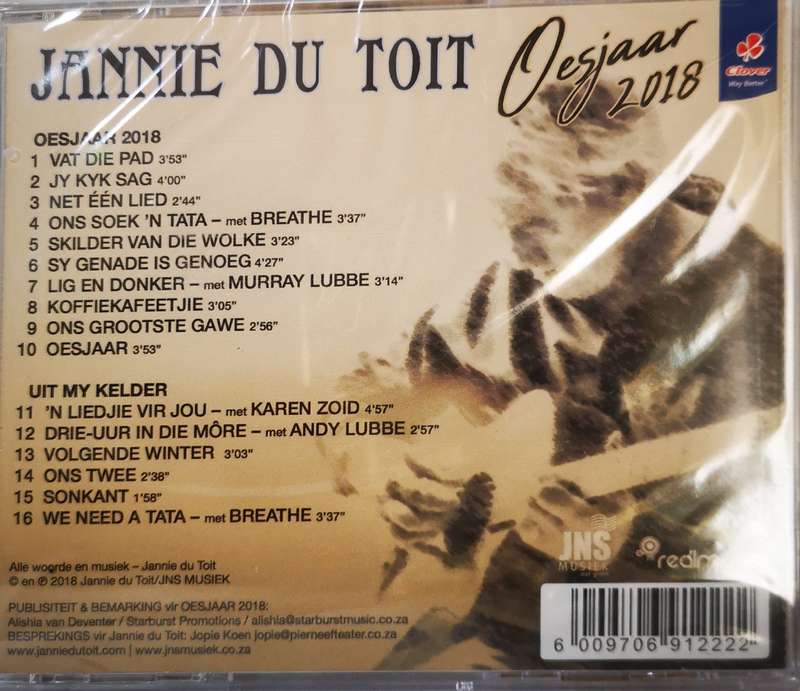 JANNIE DU TOIT Oesjaar 2018
Clover
Way Better
OESJAAR 2018
1 VAT DIE PAD 3'53"
2 JY KYK SAG 4'00"
3 NET ÉÉN LIED 2'44"
4 ONS SOEK 'N TATA – met BREATHE 3'37"
5 SKILDER VAN DIE WOLKE 3'23"
6 SY GENADE IS GENOEG 4'27"
7 LIG EN DONKER – met MURRAY LUBBE 3'14"
8 KOFFIEKAFEETJIE 3'05"
9 ONS GROOTSTE GAWE 2'56"
10 OESJAAR 3'53"
UIT MY KELDER
11 'N LIEDJIE VIR JOU – met KAREN ZOID 4'57"
12 DRIE-UUR IN DIE MÔRE – met ANDY LUBBE 2'57"
13 VOLGENDE WINTER 3'03"
14 ONS TWEE 2'38"
15 SONKANT 1'58"
16 WE NEED A TATA – met BREATHE 3'37"
Alle woorde en musiek – Jannie du Toit
© en ℗ 2018 Jannie du Toit/JNS MUSIEK
JNS
MUSIEK
PUBLISITEIT & BEMARKING vir OESJAAR 2018:
Alishia van Deventer / Starburst Promotions / alishia@starburstmusic.co.za
BESPREKINGS vir Jannie du Toit: Jopie Koen jopie@pierneefteater.co.za
www.janniedutoit.com | www.jnsmusiek.co.za
6 009706 912222